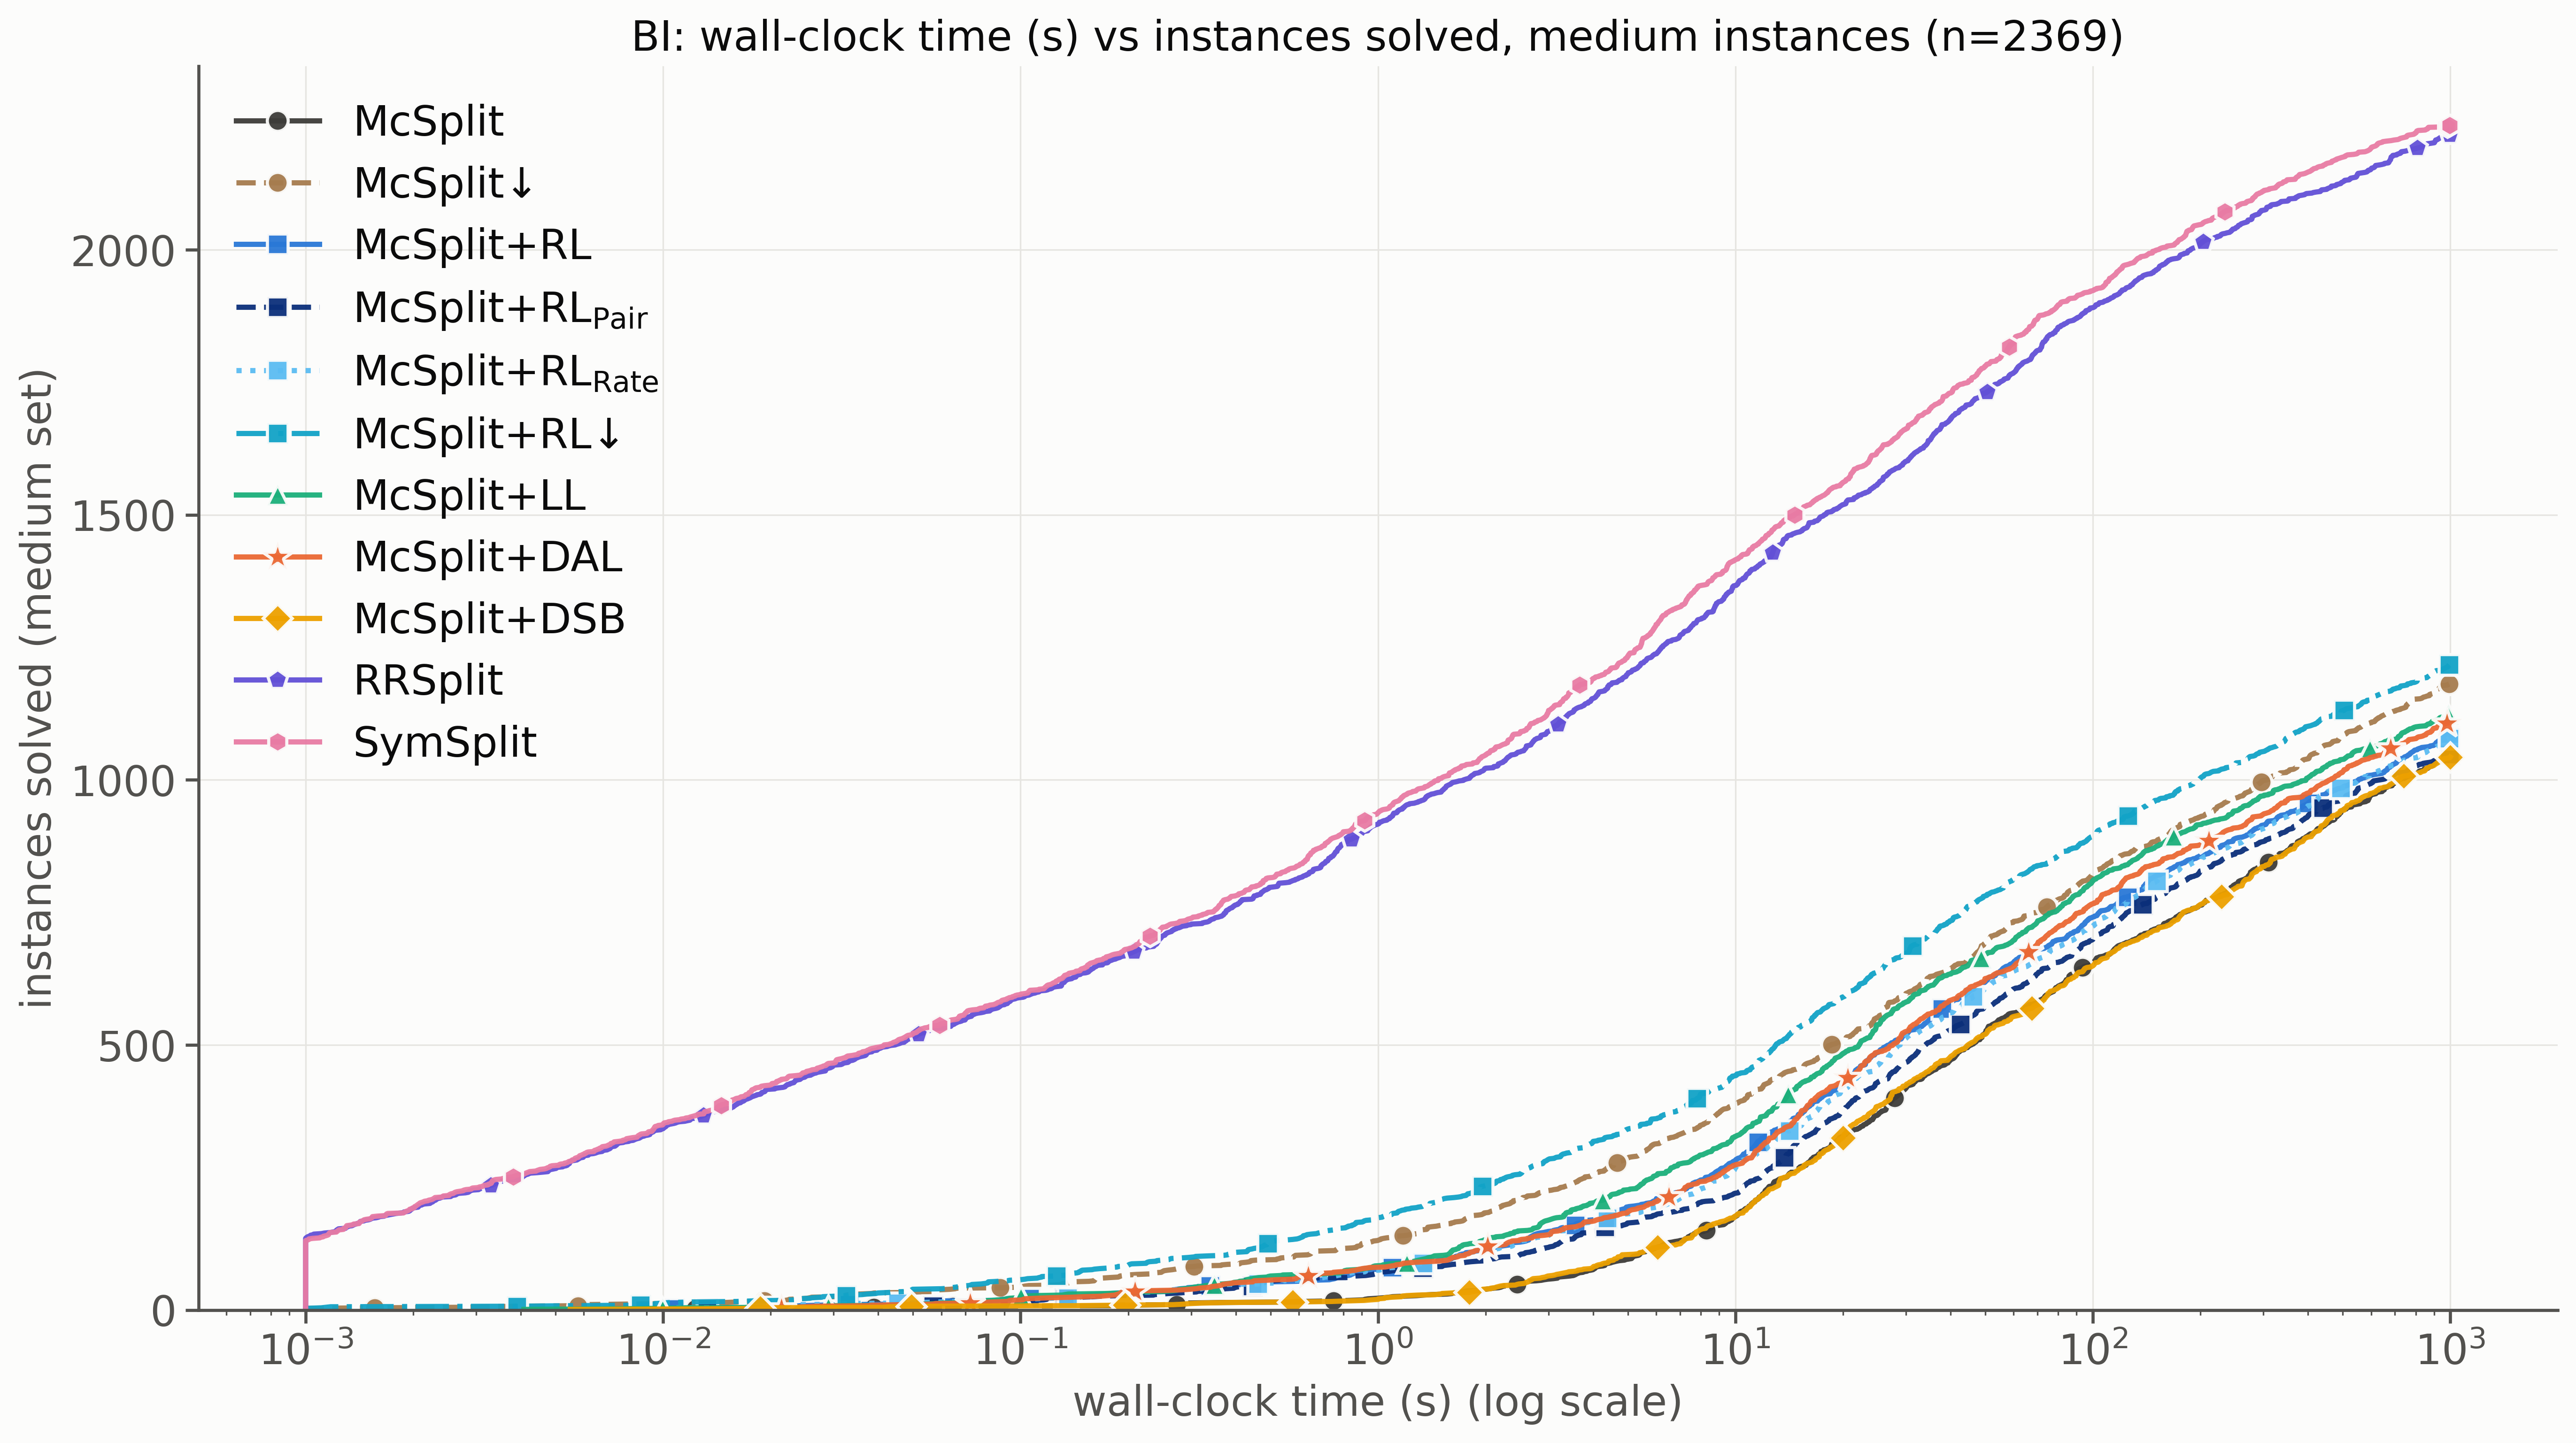 BI: wall-clock time (s) vs instances solved, medium instances (n=2369)
McSplit
McSplit↓
McSplit+RL
McSplit+RL_Pair
McSplit+RL_Rate
McSplit+RL↓
McSplit+LL
McSplit+DAL
McSplit+DSB
RRSplit
SymSplit
instances solved (medium set)
2000
1500
1000
500
0
10⁻³ 10⁻² 10⁻¹ 10⁰ 10¹ 10² 10³
wall-clock time (s) (log scale)